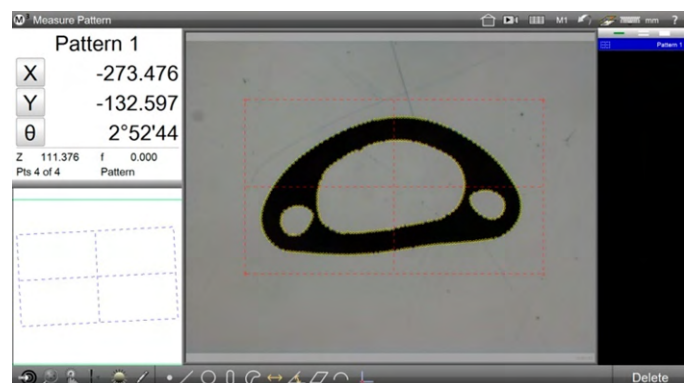 M3 Measure Pattern
M1
mm
?
Pattern 1
X -273.476
Y -132.597
θ 2°52'44
Z 111.376 f 0.000
Pts 4 of 4 Pattern
Pattern 1
Delete